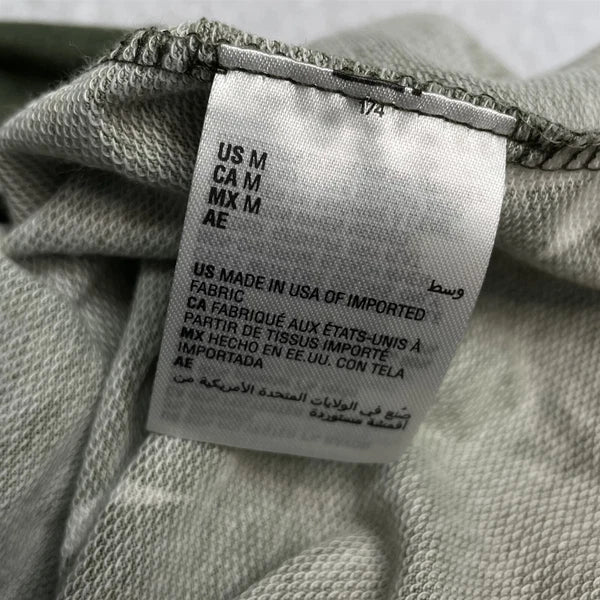 174
US M
CA M
MX M
AE
وسط
US MADE IN USA OF IMPORTED
FABRIC
CA FABRIQUÉ AUX ÉTATS-UNIS À
PARTIR DE TISSUS IMPORTÉ
MX HECHO EN EE.UU. CON TELA
IMPORTADA
AE
صُنع في الولايات المتحدة الأمريكية من
أقمشة مستوردة